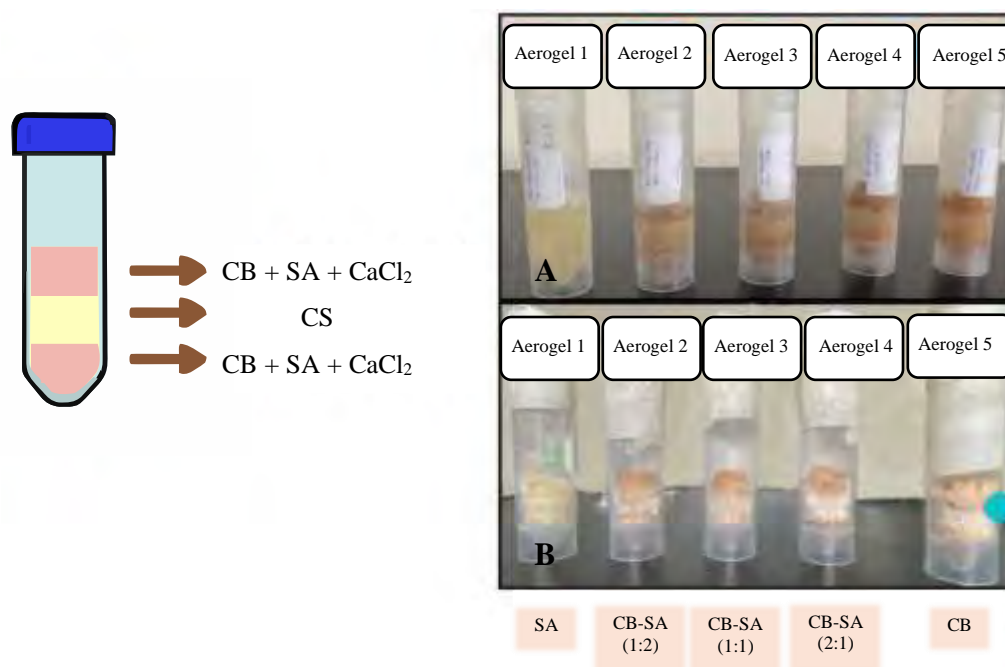 CB + SA + CaCl₂
CS
CB + SA + CaCl₂
Aerogel 1
Aerogel 2
Aerogel 3
Aerogel 4
Aerogel 5
A
Aerogel 1
Aerogel 2
Aerogel 3
Aerogel 4
Aerogel 5
B
SA
CB-SA
(1:2)
CB-SA
(1:1)
CB-SA
(2:1)
CB